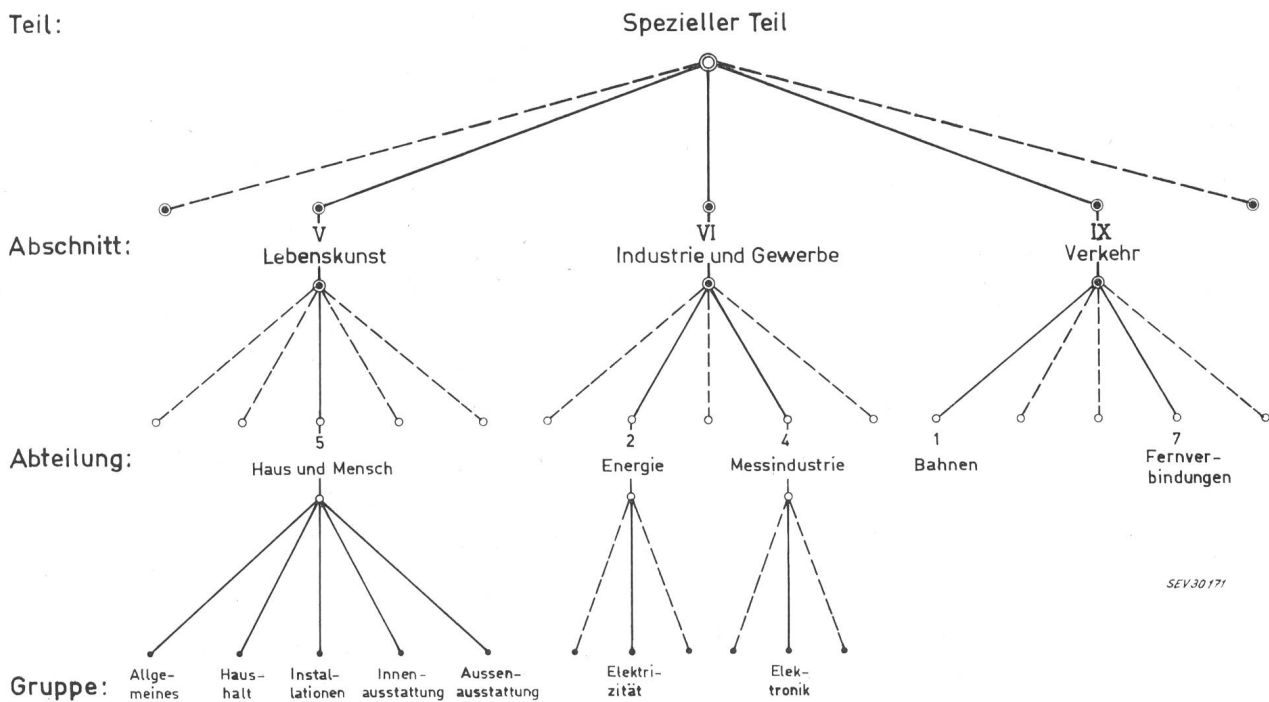 Teil:
Spezieller Teil
Abschnitt:
V
Lebenskunst
VI
Industrie und Gewerbe
IX
Verkehr
Abteilung:
5
Haus und Mensch
2
Energie
4
Messindustrie
1
Bahnen
7
Fernver-
bindungen
SEV30171
Gruppe:
Allge-
meines
Haus-
halt
Instal-
lationen
Innen-
ausstattung
Aussen-
ausstattung
Elektri-
zität
Elek-
tronik